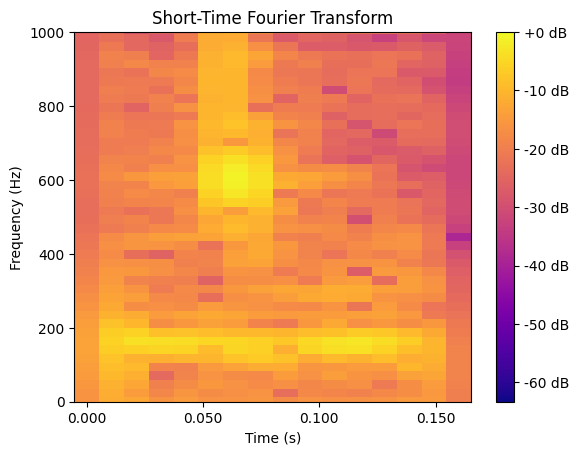 Short-Time Fourier Transform
1000
800
600
400
200
0
Frequency (Hz)
0.000
0.050
0.100
0.150
Time (s)
+0 dB
-10 dB
-20 dB
-30 dB
-40 dB
-50 dB
-60 dB